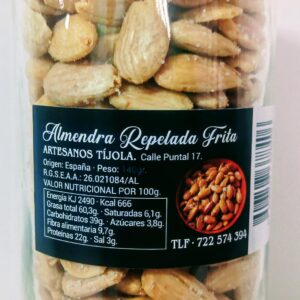 Almendra Repelada Frita
ARTESANOS TÍJOLA. Calle Puntal 17.
Origen: España · Peso: 140gr.
R.G.S.E.A.A.: 26.021084/AL
VALOR NUTRICIONAL POR 100g.
Energía KJ 2490 · Kcal 666
Grasa total 60,3g. · Saturadas 6,1g.
Carbohidratos 39g. · Azúcares 3,8g.
Fibra alimentaria 9,7g.
Proteinas 22g. · Sal 3g.
TLF · 722 574 394